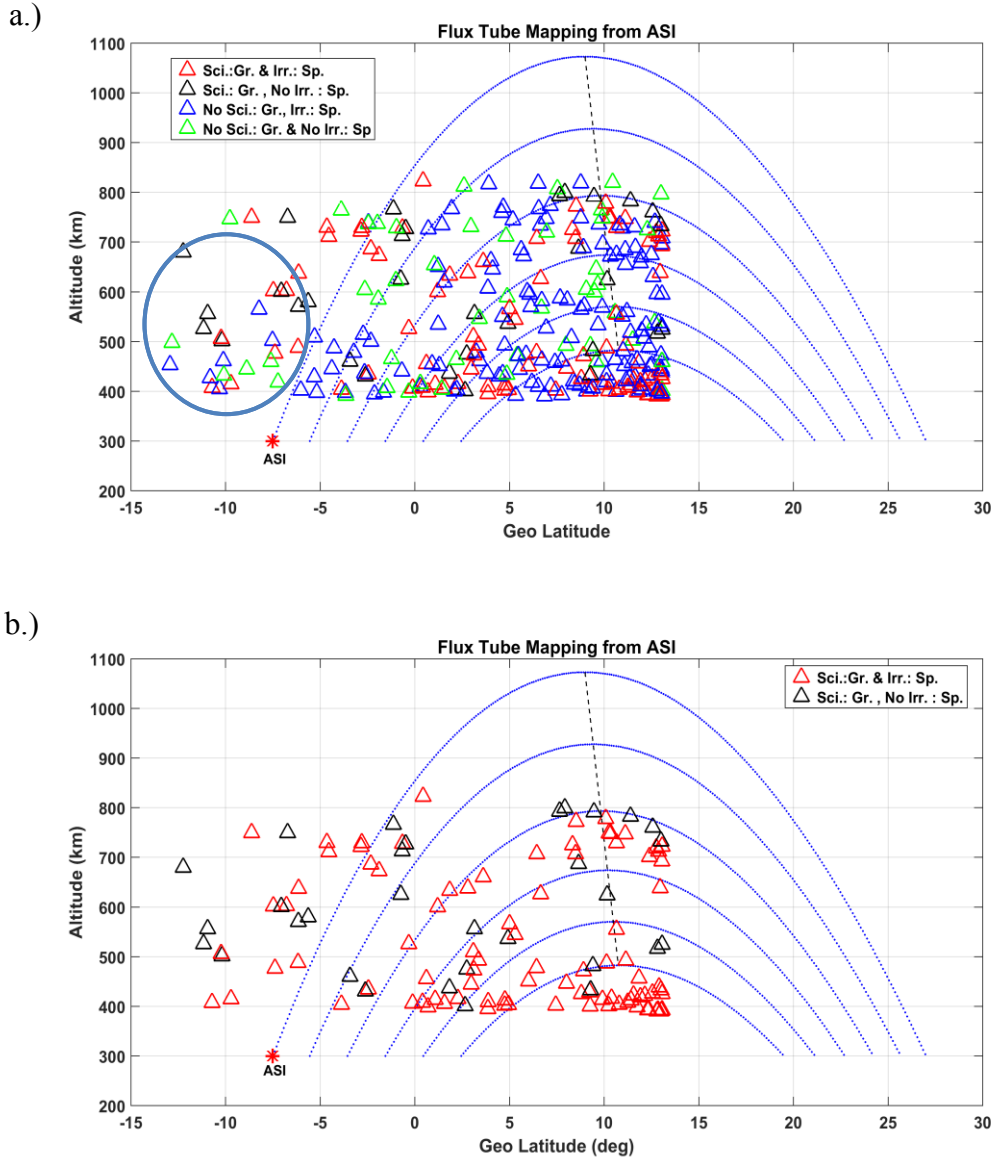 a.)
Flux Tube Mapping from ASI
1100
1000
900
800
700
600
500
400
300
200
Altitude (km)
Sci.:Gr. & Irr.: Sp.
Sci.: Gr. , No Irr. : Sp.
No Sci.: Gr., Irr.: Sp.
No Sci.: Gr. & No Irr.: Sp
ASI
-15 -10 -5 0 5 10 15 20 25 30
Geo Latitude
b.)
Flux Tube Mapping from ASI
1100
1000
900
800
700
600
500
400
300
200
Altitude (km)
Sci.:Gr. & Irr.: Sp.
Sci.: Gr. , No Irr. : Sp.
ASI
-15 -10 -5 0 5 10 15 20 25 30
Geo Latitude (deg)